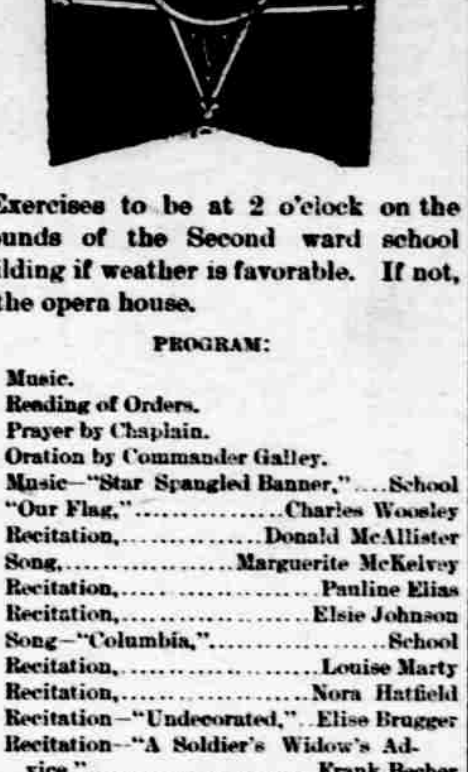 Exercises to be at 2 o'clock on the
ounds of the Second ward school
ilding if weather is favorable. If not,
the opera house.
PROGRAM:
Music.
Reading of Orders.
Prayer by Chaplain.
Oration by Commander Galley.
Music—"Star Spangled Banner,"....School
"Our Flag,"................Charles Woosley
Recitation,................Donald McAllister
Song,...................Marguerite McKelvey
Recitation,......................Pauline Elias
Recitation,.....................Elsie Johnson
Song—"Columbia,"..................School
Recitation,.....................Louise Marty
Recitation,....................Nora Hatfield
Recitation—"Undecorated,"..Elise Brugger
Recitation—"A Soldier's Widow's Ad-
vice,"......................Frank